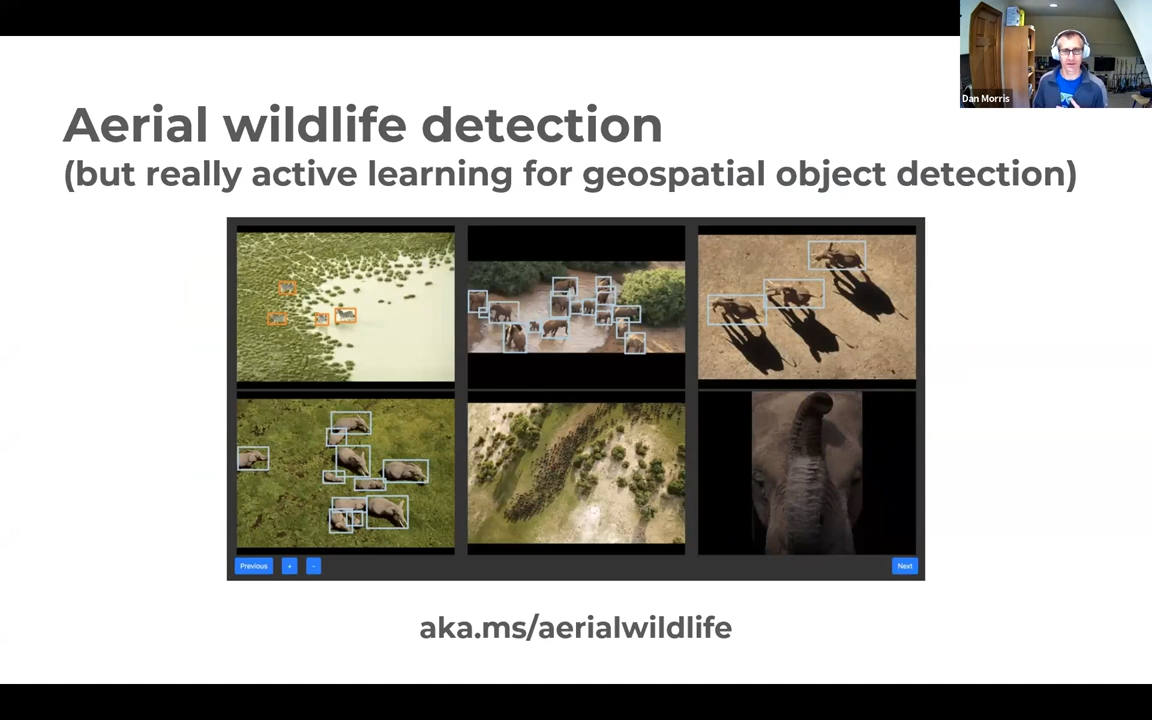 Dan Morris
Aerial wildlife detection
(but really active learning for geospatial object detection)
Previous
+
-
Next
aka.ms/aerialwildlife